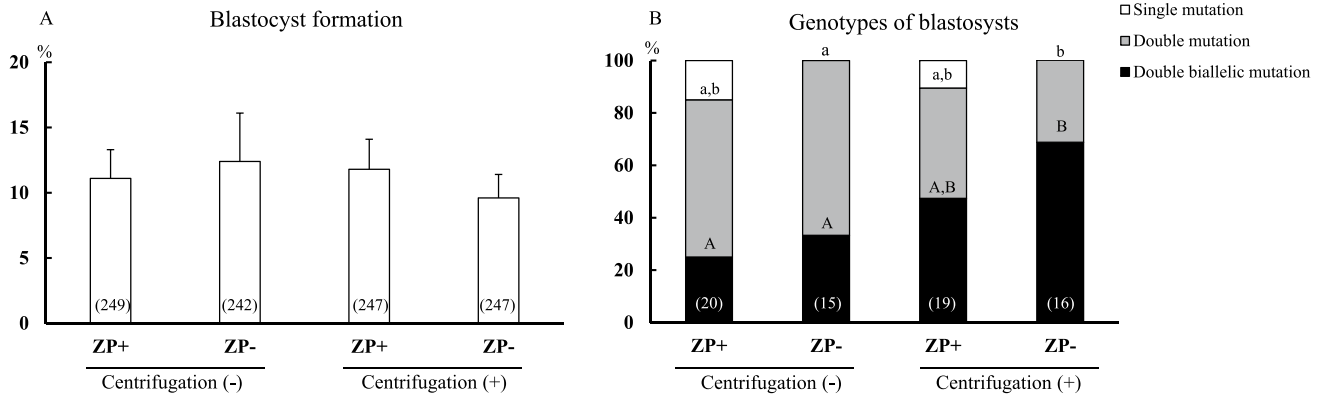 A
Blastocyst formation
%
20
15
10
5
0
(249)
(242)
(247)
(247)
ZP+
ZP-
ZP+
ZP-
Centrifugation (-)
Centrifugation (+)
B
Genotypes of blastosysts
%
100
80
60
40
20
0
a,b
a
a,b
b
A
A
A,B
B
(20)
(15)
(19)
(16)
ZP+
ZP-
ZP+
ZP-
Centrifugation (-)
Centrifugation (+)
Single mutation
Double mutation
Double biallelic mutation